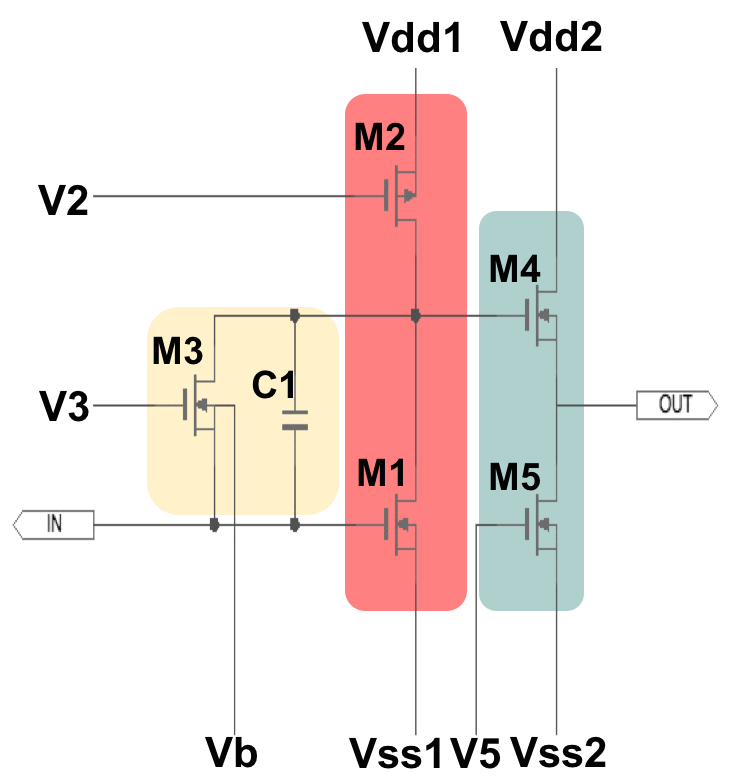 Vdd1 Vdd2
M2
V2
M4
M3
C1
V3
OUT
M1 M5
IN
Vb Vss1 V5 Vss2